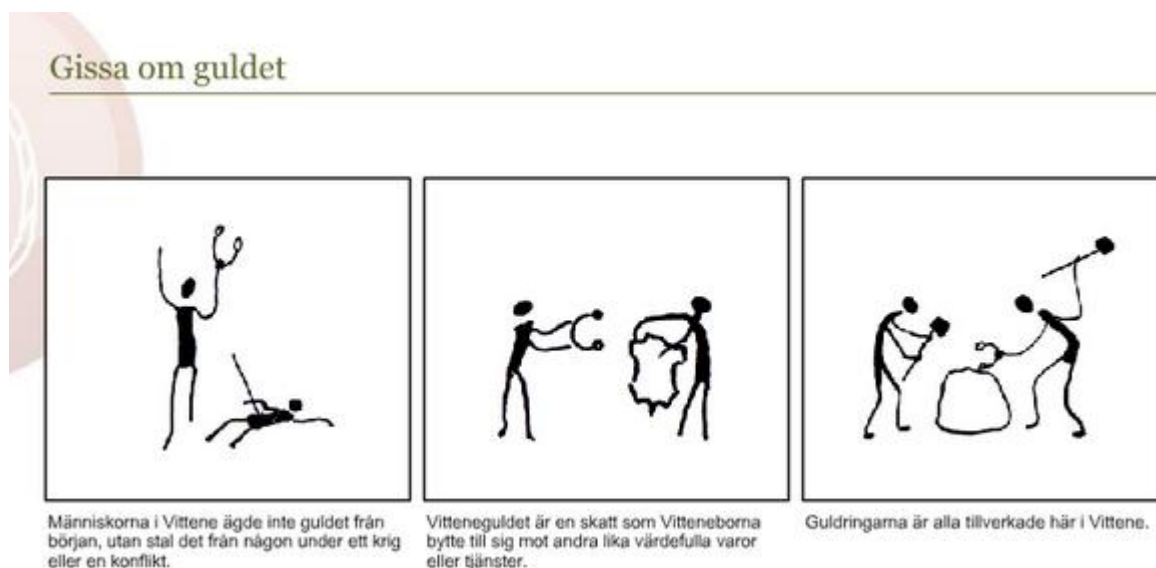 Gissa om guldet
Människorna i Vittene ägde inte guldet från
början, utan stal det från någon under ett krig
eller en konflikt.
Vitteneguldet är en skatt som Vitteneborna
bytte till sig mot andra lika värdefulla varor
eller tjänster.
Guldringarna är alla tillverkade här i Vittene.